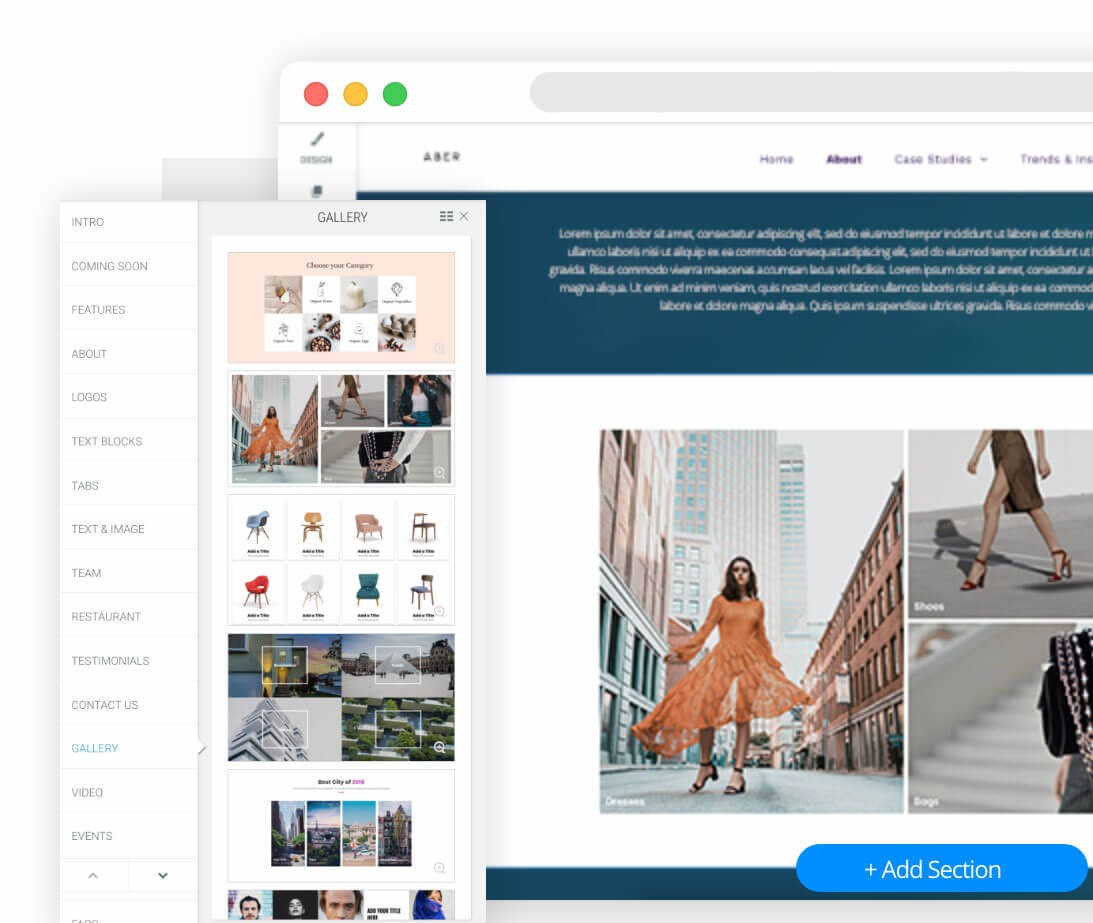 DESIGN
ABER
Home
About
Case Studies
Trends & Ins
Lorem ipsum dolor sit amet, consectetur adipiscing elit, sed do eiusmod tempor incididunt ut labore et dolore m
ullamco laboris nisi ut aliquip ex ea commodo consequat adipiscing elit, sed do eiusmod tempor incididunt ut l
gravida. Risus commodo viverra maecenas accumsan lacus vel facilisis. Lorem ipsum dolor sit amet, consectetur a
magna aliqua. Ut enim ad minim veniam, quis nostrud exercitation ullamco laboris nisi ut aliquip ex ea commodo
labore et dolore magna aliqua. Quis ipsum suspendisse ultrices gravida. Risus commodo v
INTRO
COMING SOON
FEATURES
ABOUT
LOGOS
TEXT BLOCKS
TABS
TEXT & IMAGE
TEAM
RESTAURANT
TESTIMONIALS
CONTACT US
GALLERY
VIDEO
EVENTS
GALLERY
Choose your Category
Organic Eggs
Add a Title
Add a Title
Add a Title
Add a Title
Add a Title
Add a Title
Add a Title
Add a Title
Best City of 2018
ADD YOUR TITLE
HERE
Dresses
Shoes
Bags
+ Add Section